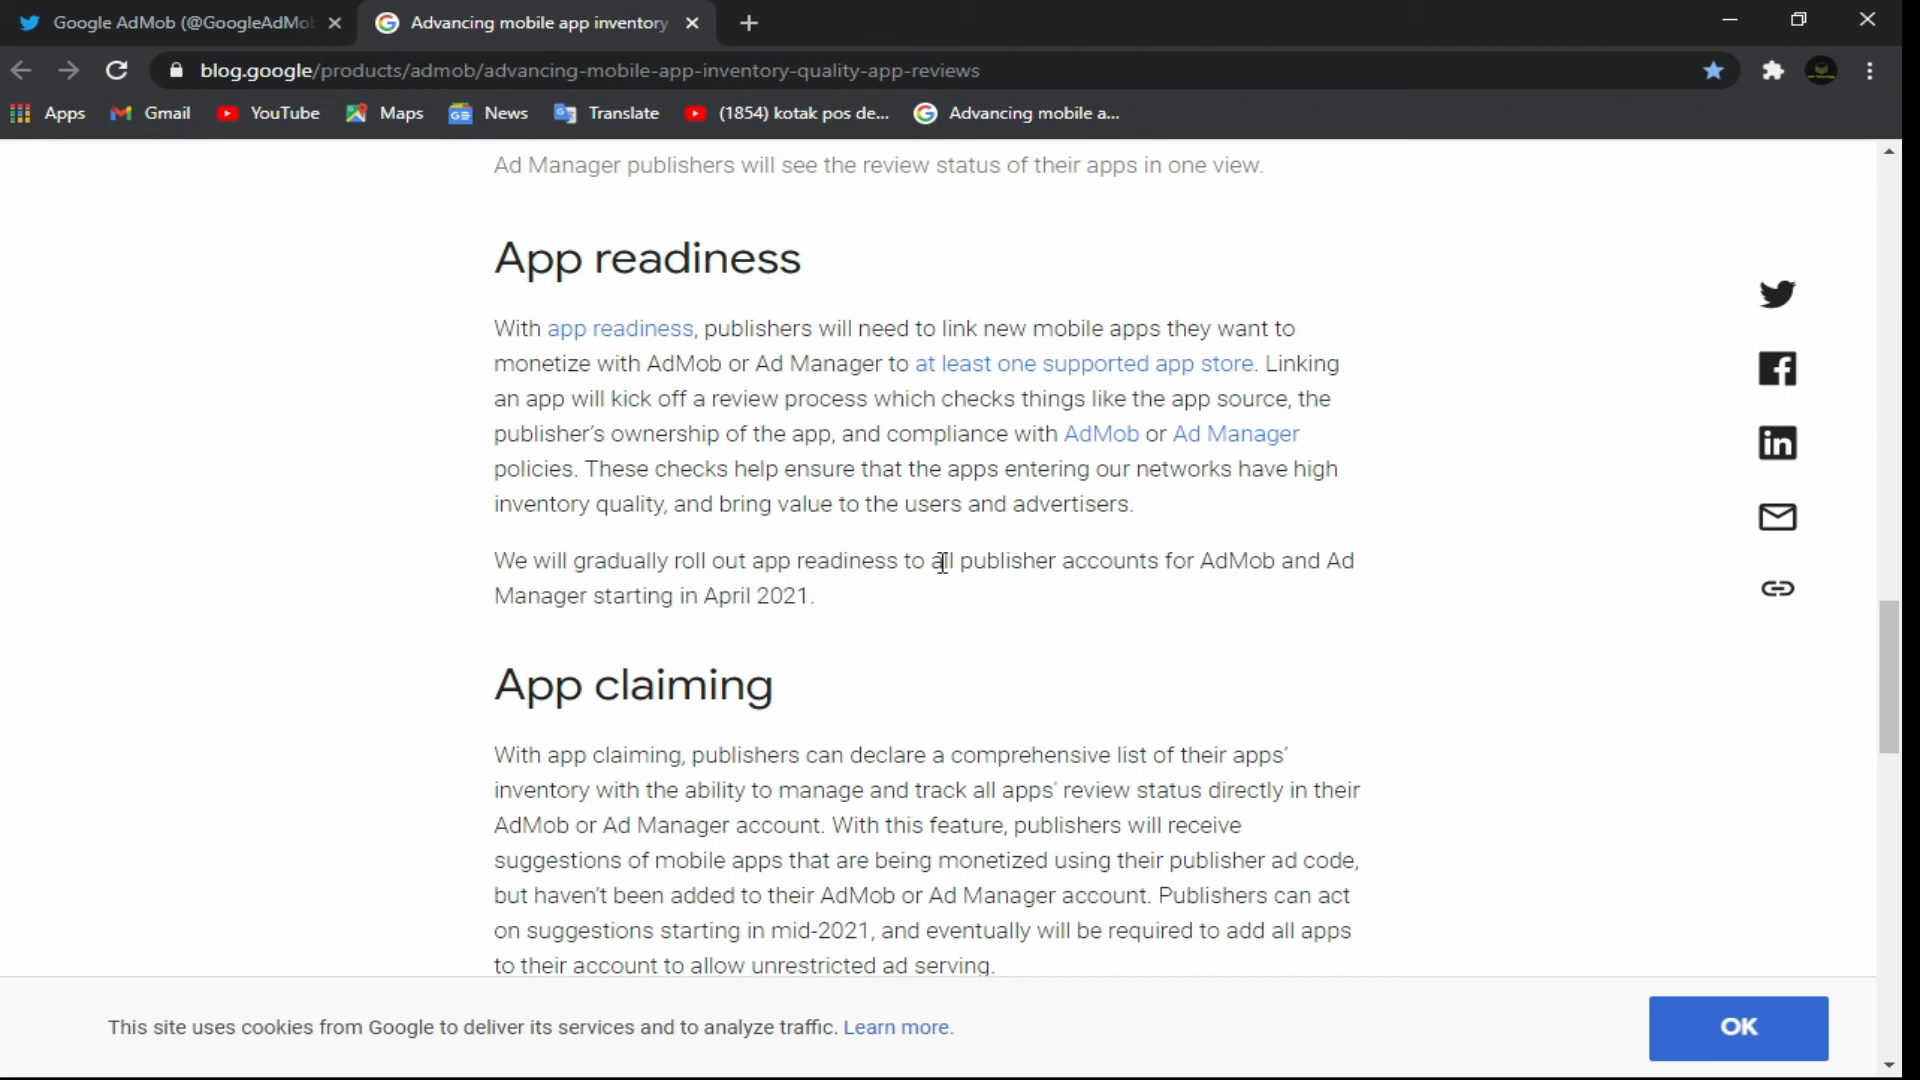 Google AdMob (@GoogleAdMol
Advancing mobile app inventory
blog.google/products/admob/advancing-mobile-app-inventory-quality-app-reviews
Apps
Gmail
YouTube
Maps
News
Translate
(1854) kotak pos de...
Advancing mobile a...
Ad Manager publishers will see the review status of their apps in one view.
App readiness
With app readiness, publishers will need to link new mobile apps they want to
monetize with AdMob or Ad Manager to at least one supported app store. Linking
an app will kick off a review process which checks things like the app source, the
publisher's ownership of the app, and compliance with AdMob or Ad Manager
policies. These checks help ensure that the apps entering our networks have high
inventory quality, and bring value to the users and advertisers.
We will gradually roll out app readiness to all publisher accounts for AdMob and Ad
Manager starting in April 2021.
App claiming
With app claiming, publishers can declare a comprehensive list of their apps’
inventory with the ability to manage and track all apps’ review status directly in their
AdMob or Ad Manager account. With this feature, publishers will receive
suggestions of mobile apps that are being monetized using their publisher ad code,
but haven't been added to their AdMob or Ad Manager account. Publishers can act
on suggestions starting in mid-2021, and eventually will be required to add all apps
to their account to allow unrestricted ad serving.
This site uses cookies from Google to deliver its services and to analyze traffic. Learn more.
OK